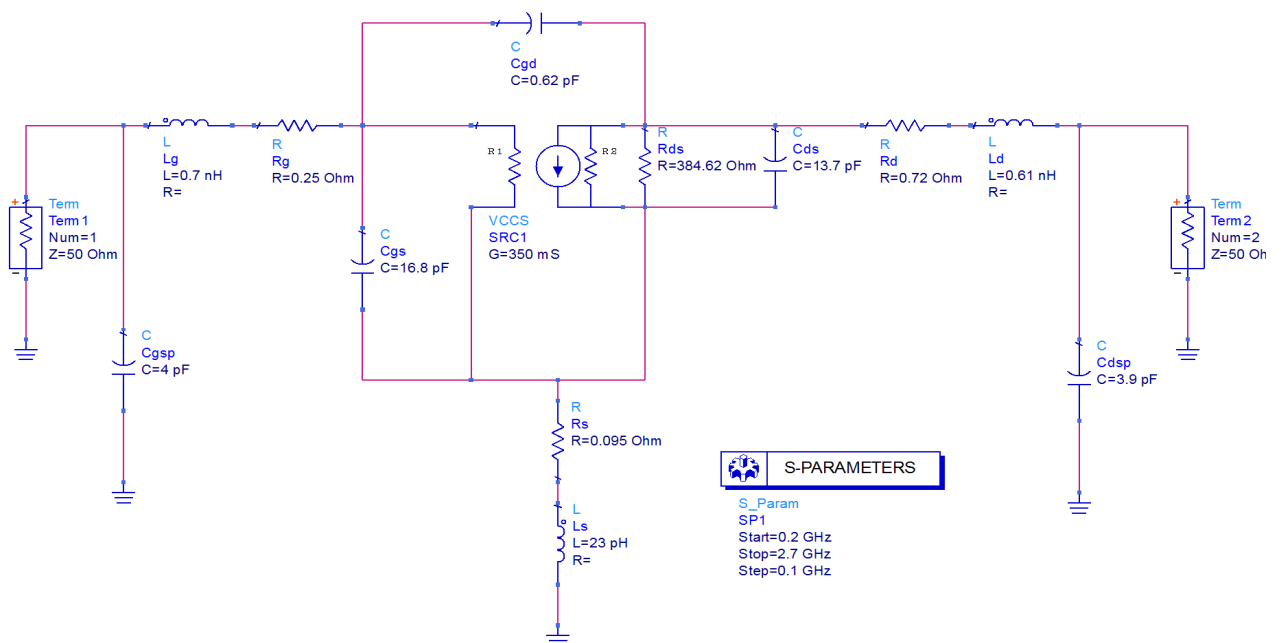 C
Cgd
C=0.62 pF
L
Lg
L=0.7 nH
R=
R
Rg
R=0.25 Ohm
R1
R2
VCCS
SRC1
G=350 mS
R
Rds
R=384.62 Ohm
C
Cds
C=13.7 pF
R
Rd
R=0.72 Ohm
L
Ld
L=0.61 nH
R=
+
Term
Term1
Num=1
Z=50 Ohm
-
+
Term
Term2
Num=2
Z=50 Oh
-
C
Cgs
C=16.8 pF
C
Cgsp
C=4 pF
C
Cdsp
C=3.9 pF
R
Rs
R=0.095 Ohm
L
Ls
L=23 pH
R=
S-PARAMETERS
S_Param
SP1
Start=0.2 GHz
Stop=2.7 GHz
Step=0.1 GHz